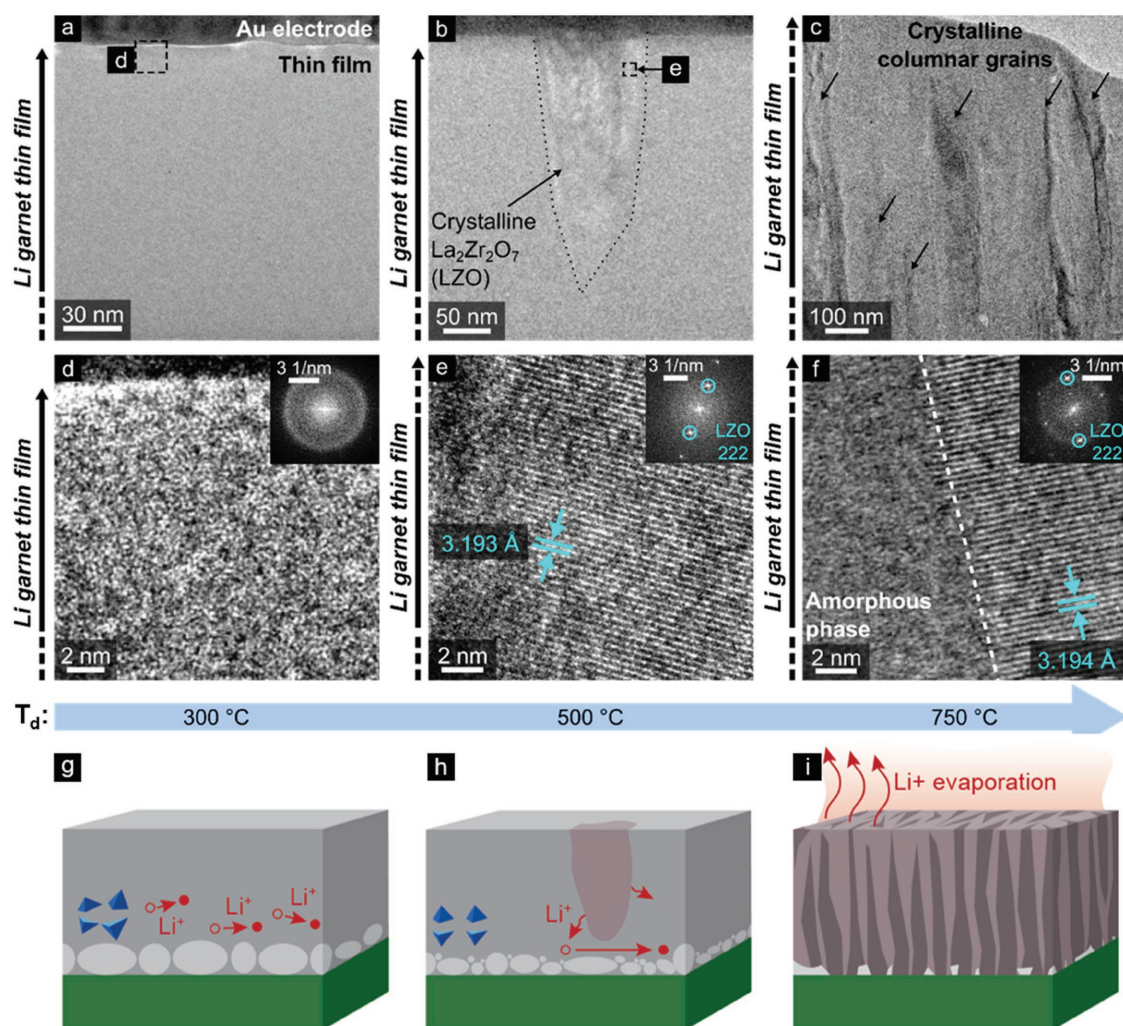 a
Au electrode
d
Thin film
Li garnet thin film
30 nm
b
e
Crystalline
La₂Zr₂O₇
(LZO)
Li garnet thin film
50 nm
c
Crystalline
columnar grains
Li garnet thin film
100 nm
d
3 1/nm
Li garnet thin film
2 nm
e
3 1/nm
LZO
222
3.193 Å
Li garnet thin film
2 nm
f
3 1/nm
LZO
222
Amorphous
phase
3.194 Å
Li garnet thin film
2 nm
T_d: 300 °C 500 °C 750 °C
g
Li⁺
Li⁺
Li⁺
h
Li⁺
i
Li+ evaporation